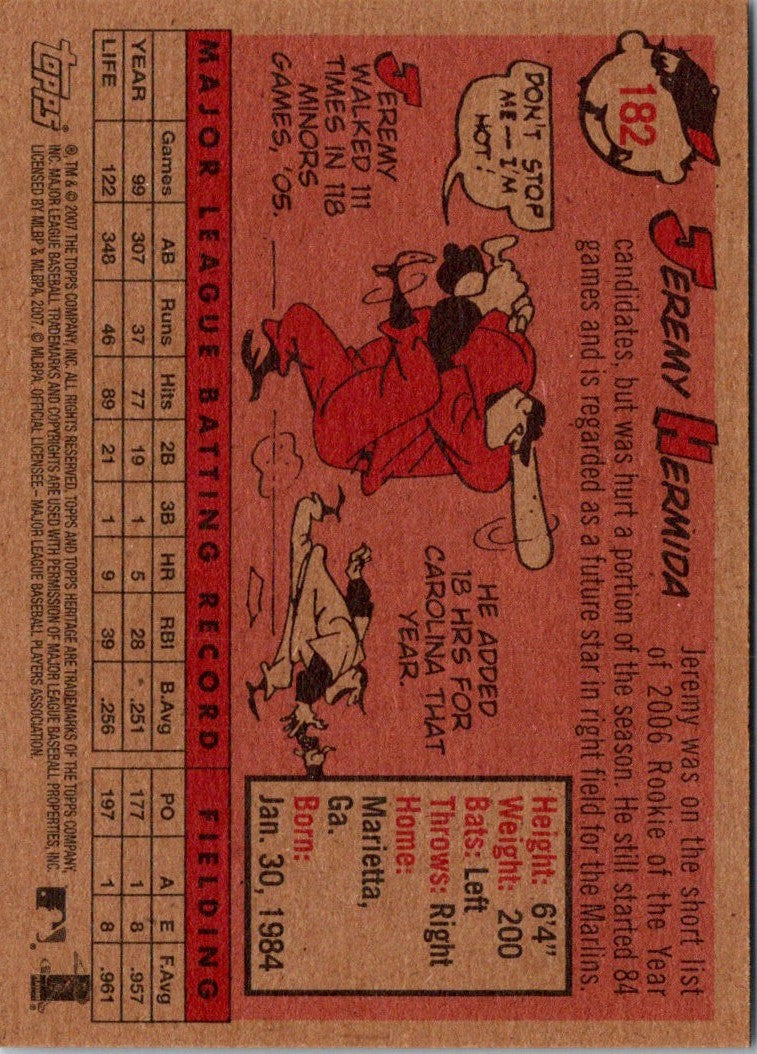 182
JEREMY HERMIDA
Jeremy was on the short list
of 2006 Rookie of the Year
candidates, but was hurt a portion of the season. He still started 84
games and is regarded as a future star in right field for the Marlins.
DON'T STOP
ME — I'M
HOT!
JEREMY
WALKED 111
TIMES IN 118
MINORS
GAMES, '05.
HE ADDED
18 HRS FOR
CAROLINA THAT
YEAR.
Height: 6'4"
Weight: 200
Bats: Left
Throws: Right
Home:
Marietta,
Ga.
Born:
Jan. 30, 1984
MAJOR LEAGUE BATTING RECORD FIELDING
Games AB Runs Hits 2B 3B HR RBI B.Avg PO A E F.Avg
YEAR 99 307 37 77 19 1 5 28 .251 177 1 8 .957
LIFE 122 348 46 89 21 1 9 39 .256 197 1 8 .961
topps
®, TM & © 2007 THE TOPPS COMPANY, INC. ALL RIGHTS RESERVED. TOPPS AND TOPPS HERITAGE ARE TRADEMARKS OF THE TOPPS COMPANY,
INC. MAJOR LEAGUE BASEBALL TRADEMARKS AND COPYRIGHTS ARE USED WITH PERMISSION OF MAJOR LEAGUE BASEBALL PROPERTIES, INC.
LICENSED BY MLBP & MLBPA, 2007. © MLBPA. OFFICIAL LICENSEE – MAJOR LEAGUE BASEBALL PLAYERS ASSOCIATION.